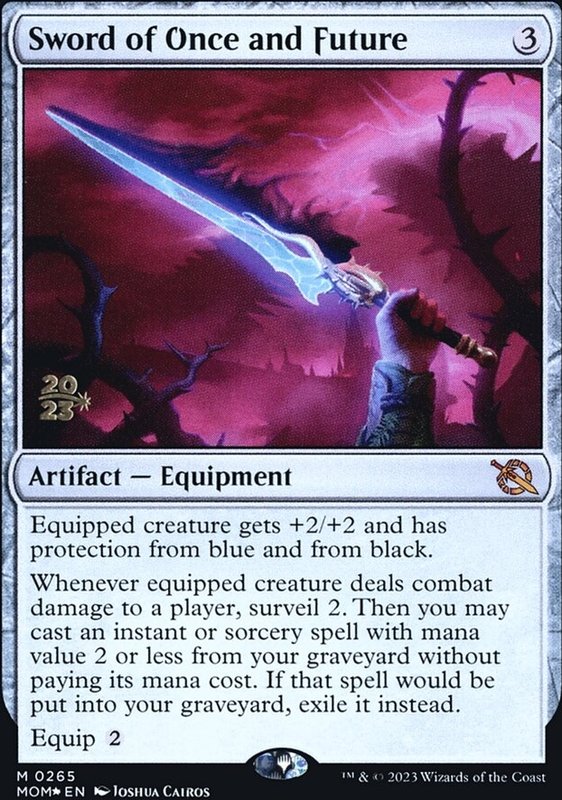 Sword of Once and Future 3
20
23
Artifact — Equipment
Equipped creature gets +2/+2 and has
protection from blue and from black.
Whenever equipped creature deals combat
damage to a player, surveil 2. Then you may
cast an instant or sorcery spell with mana
value 2 or less from your graveyard without
paying its mana cost. If that spell would be
put into your graveyard, exile it instead.
Equip 2
M 0265
MOM★EN Joshua Cairos
™ & © 2023 Wizards of the Coast